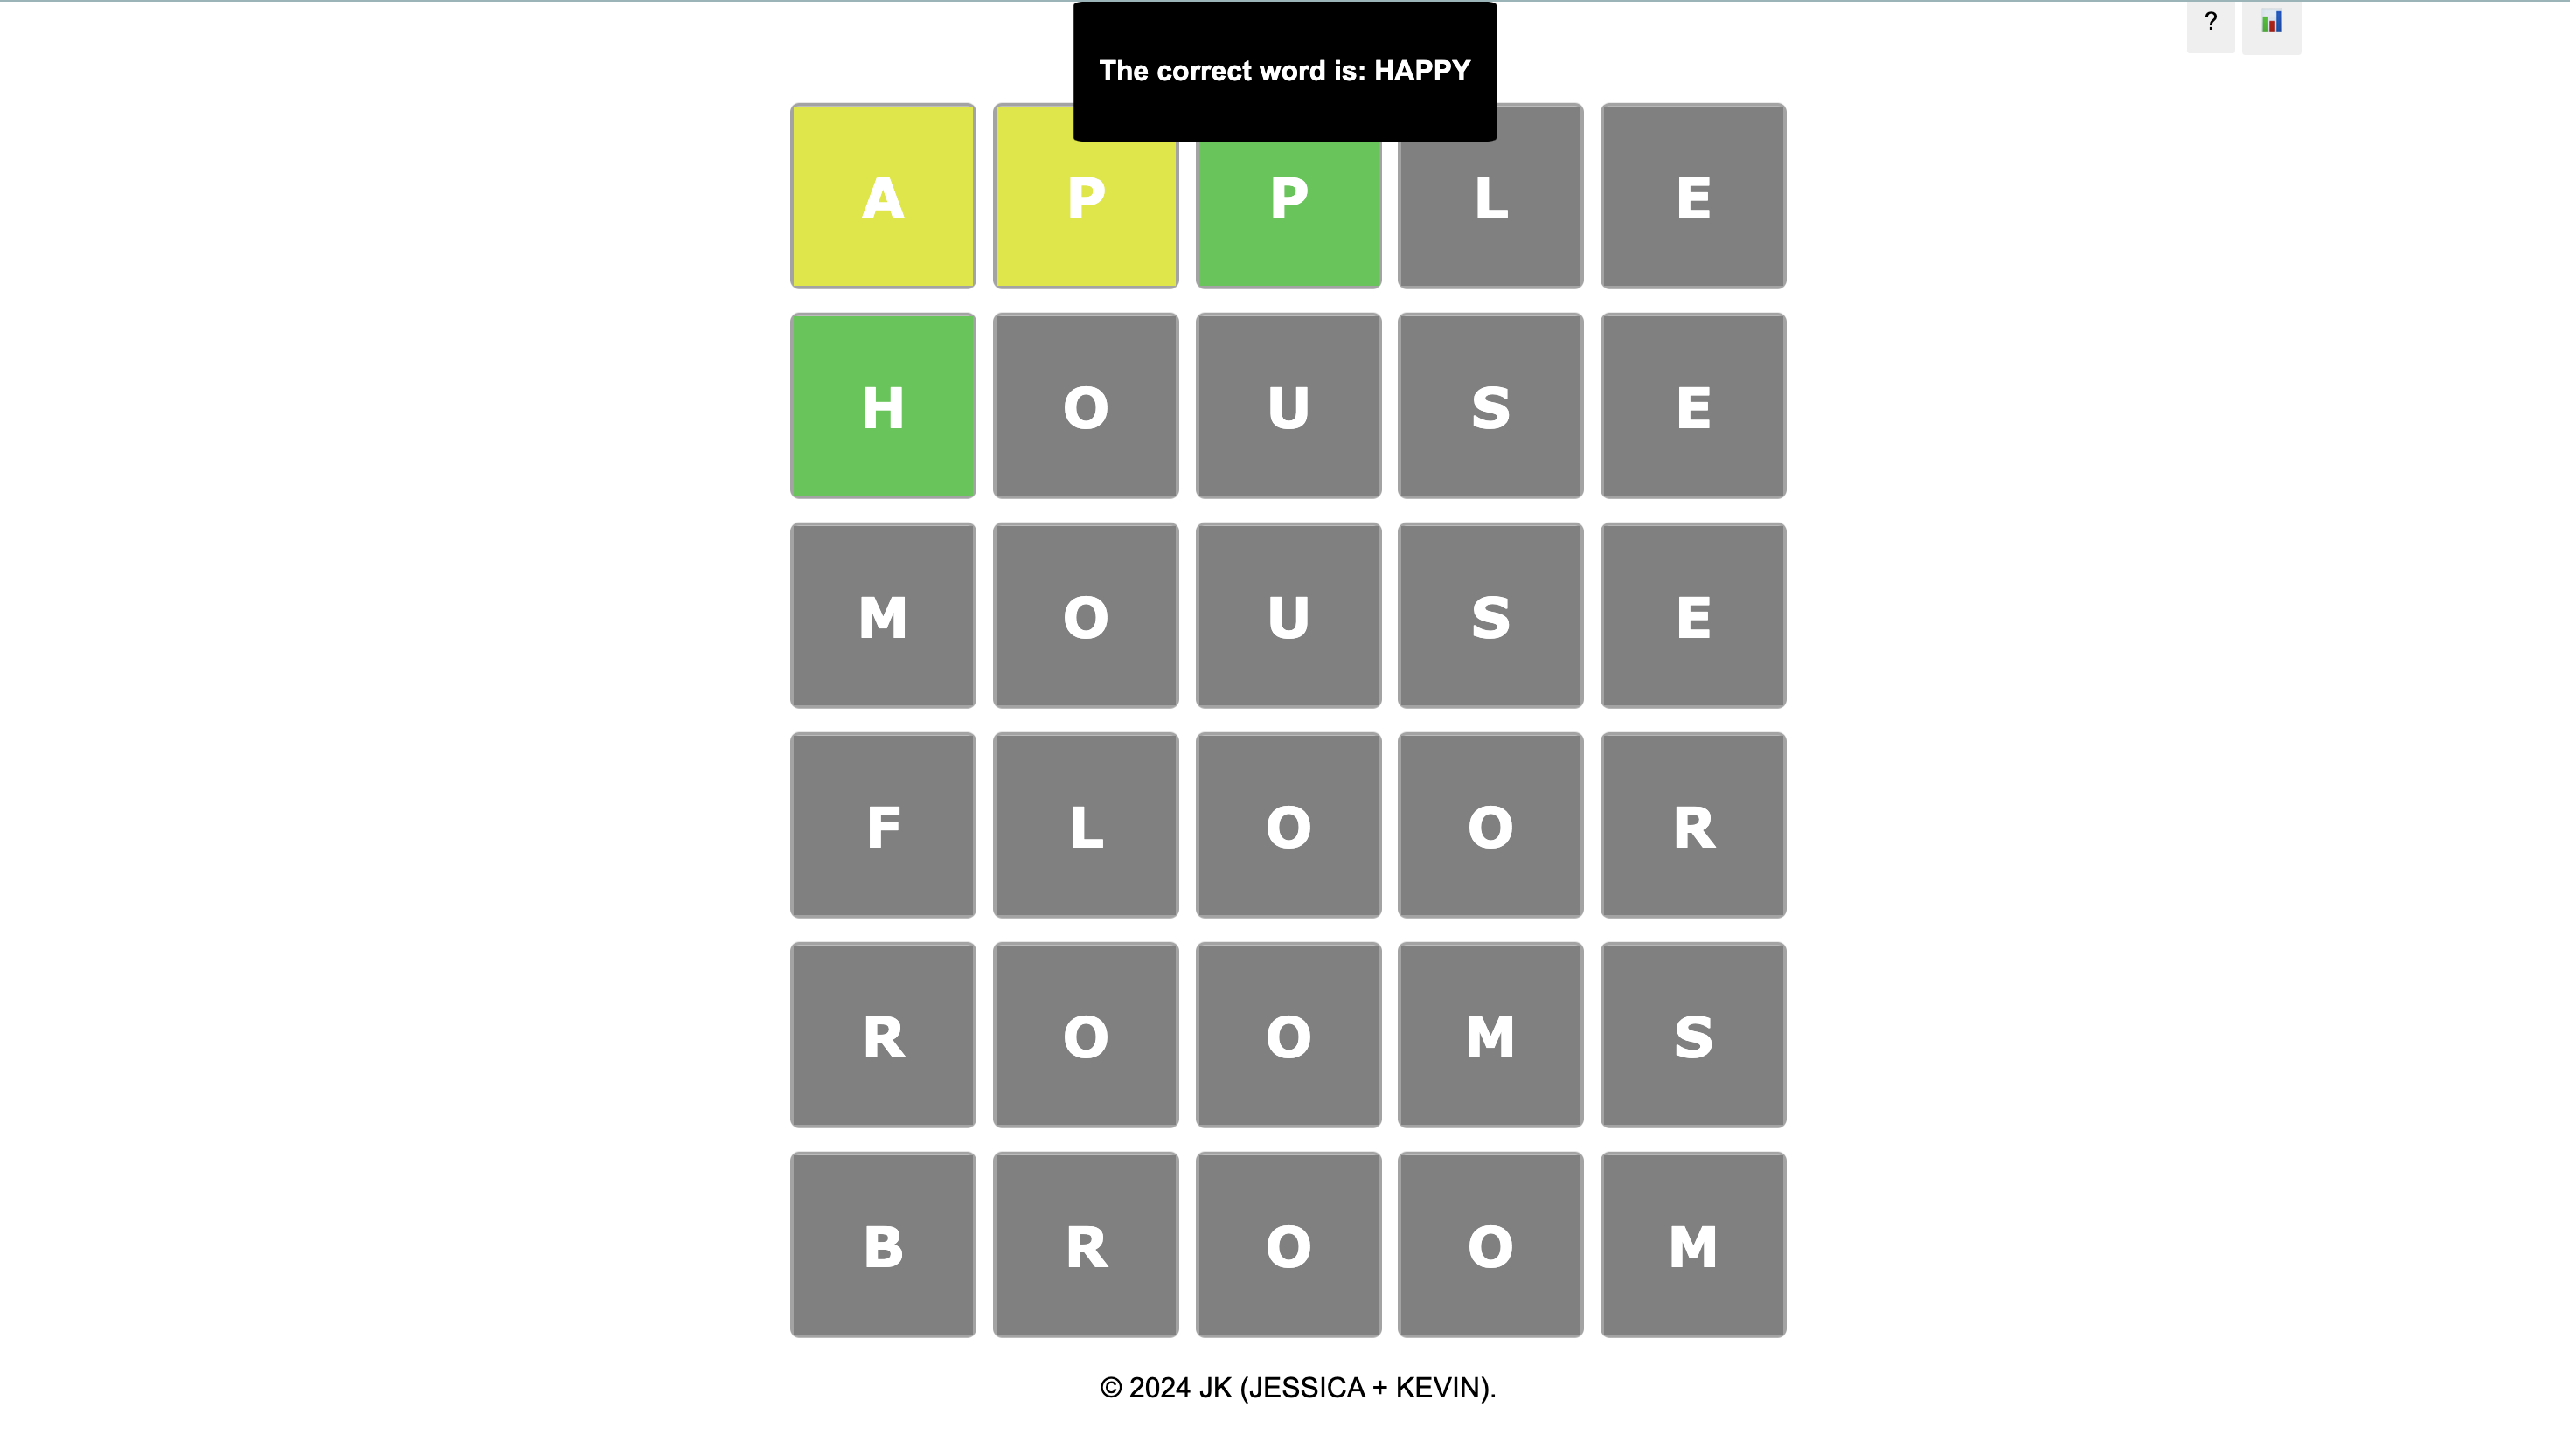 ?
The correct word is: HAPPY
A P P L E
H O U S E
M O U S E
F L O O R
R O O M S
B R O O M
© 2024 JK (JESSICA + KEVIN).